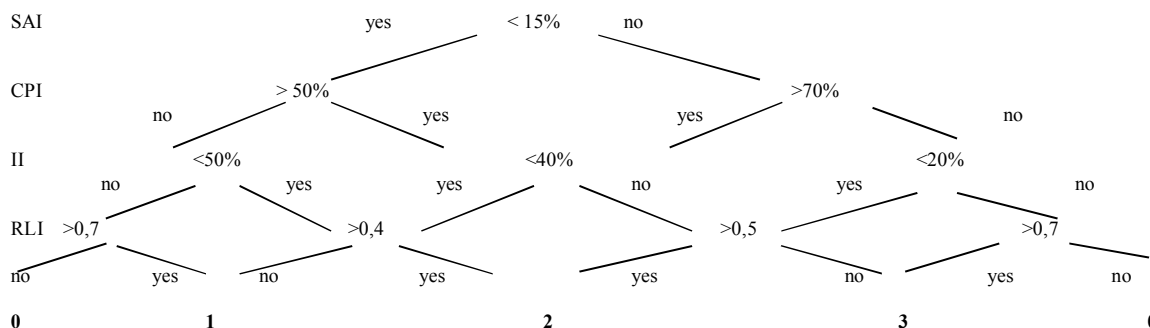 SAI yes < 15% no
CPI > 50% >70%
no yes yes no
II <50% <40% <20%
no yes yes no yes no
RLI >0,7 >0,4 >0,5 >0,7
no yes no yes yes no yes no
0 1 2 3